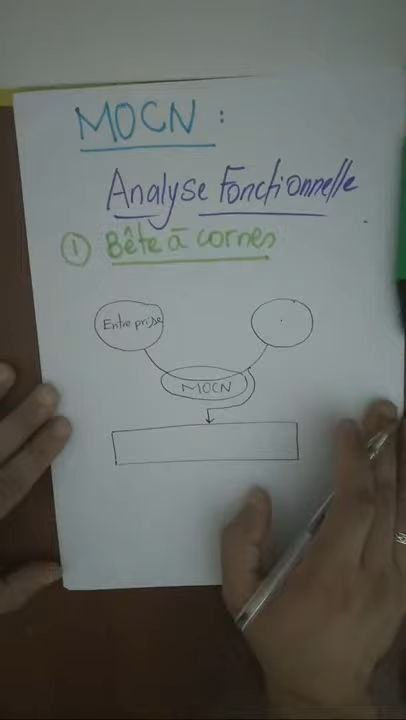 MOCN :
Analyse Fonctionnelle
① Bête à cornes
Entreprise
MOCN